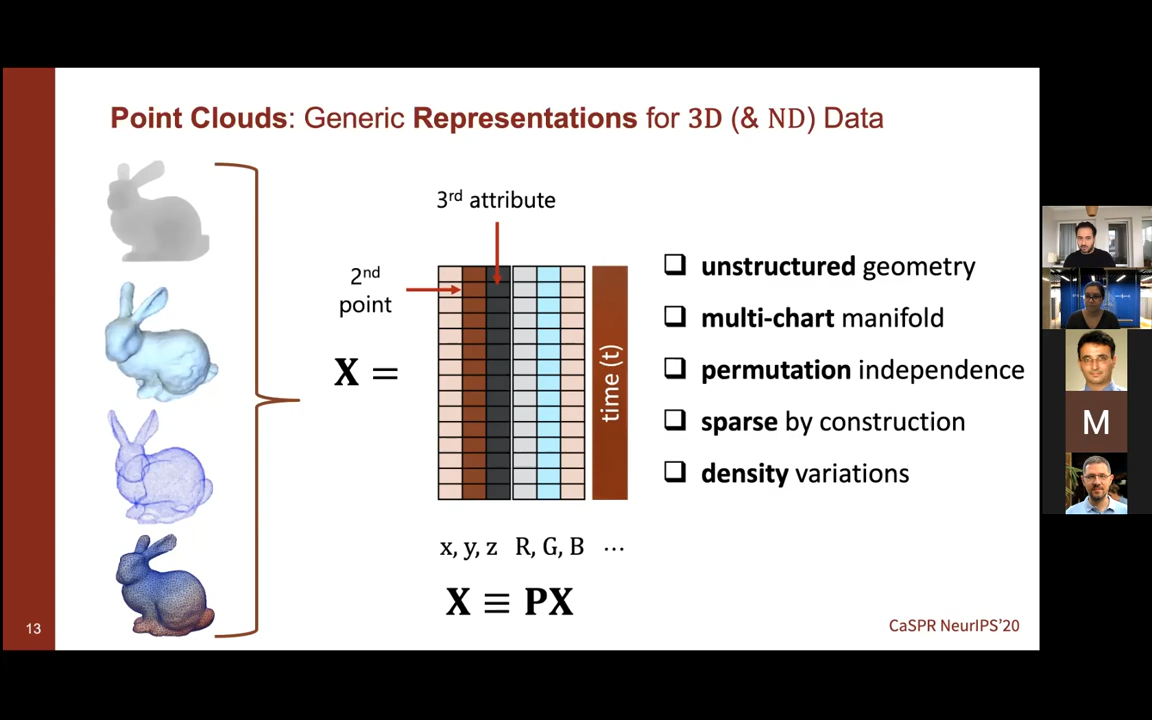 Point Clouds: Generic Representations for 3D (& ND) Data
3rd attribute
2nd
point
X =
time (t)
x, y, z R, G, B ...
X ≡ PX
unstructured geometry
multi-chart manifold
permutation independence
sparse by construction
density variations
M
13
CaSPR NeurIPS'20